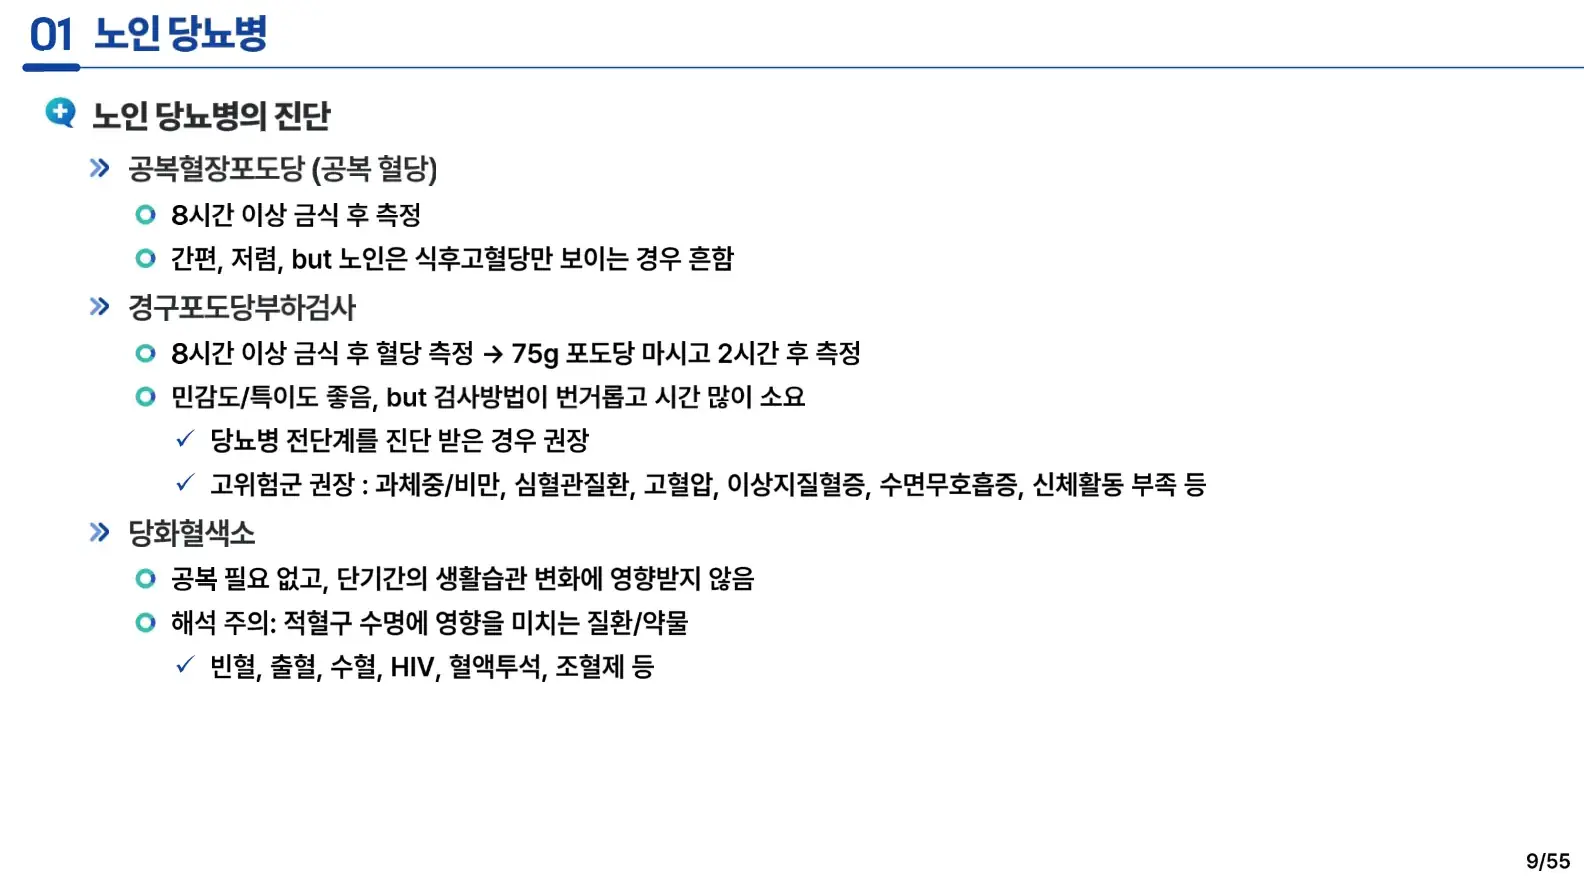 01 노인 당뇨병
노인 당뇨병의 진단
공복혈장포도당 (공복 혈당)
8시간 이상 금식 후 측정
간편, 저렴, but 노인은 식후고혈당만 보이는 경우 흔함
경구포도당부하검사
8시간 이상 금식 후 혈당 측정 → 75g 포도당 마시고 2시간 후 측정
민감도/특이도 좋음, but 검사방법이 번거롭고 시간 많이 소요
✓ 당뇨병 전단계를 진단 받은 경우 권장
✓ 고위험군 권장 : 과체중/비만, 심혈관질환, 고혈압, 이상지질혈증, 수면무호흡증, 신체활동 부족 등
당화혈색소
공복 필요 없고, 단기간의 생활습관 변화에 영향받지 않음
해석 주의: 적혈구 수명에 영향을 미치는 질환/약물
✓ 빈혈, 출혈, 수혈, HIV, 혈액투석, 조혈제 등
9/55